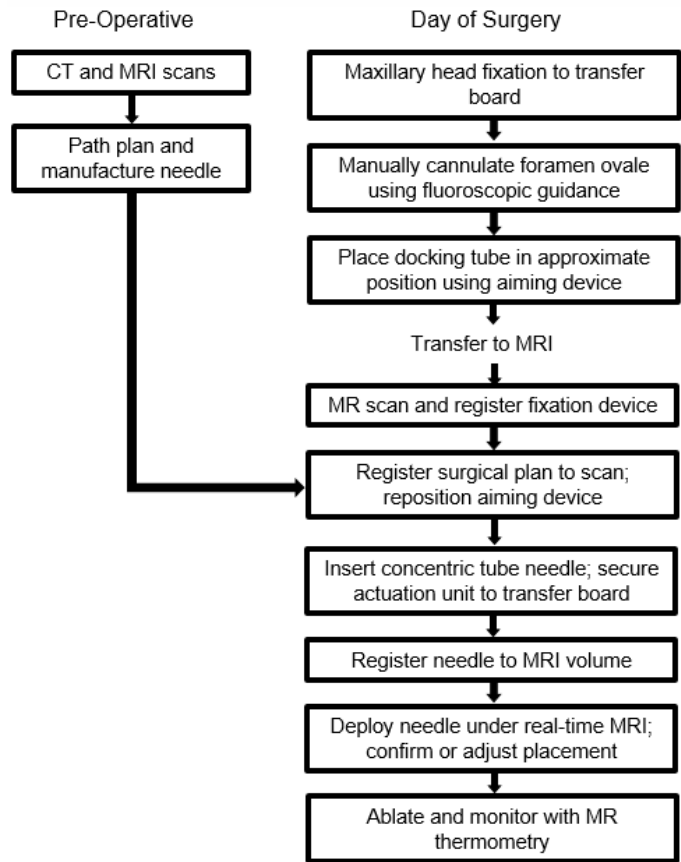 Pre-Operative
CT and MRI scans
Path plan and
manufacture needle
Day of Surgery
Maxillary head fixation to transfer
board
Manually cannulate foramen ovale
using fluoroscopic guidance
Place docking tube in approximate
position using aiming device
Transfer to MRI
MR scan and register fixation device
Register surgical plan to scan;
reposition aiming device
Insert concentric tube needle; secure
actuation unit to transfer board
Register needle to MRI volume
Deploy needle under real-time MRI;
confirm or adjust placement
Ablate and monitor with MR
thermometry